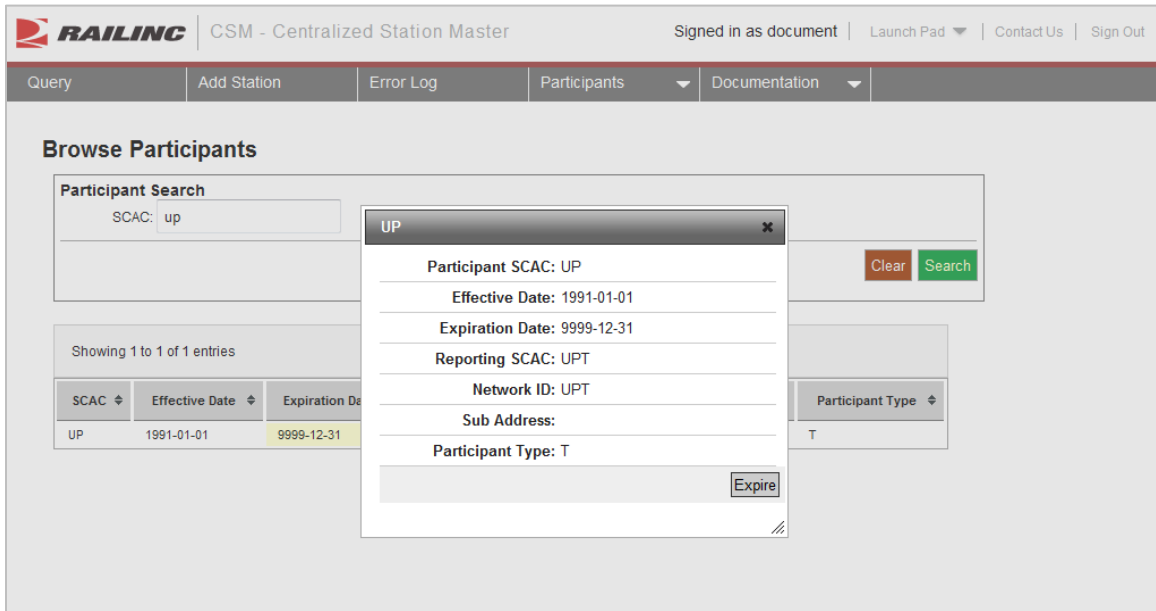 RAILINC CSM - Centralized Station Master Signed in as document Launch Pad Contact Us Sign Out
Query Add Station Error Log Participants Documentation
Browse Participants
Participant Search
SCAC: up
Clear Search
Showing 1 to 1 of 1 entries
SCAC Effective Date Expiration Da Participant Type
UP 1991-01-01 9999-12-31 T
UP
Participant SCAC: UP
Effective Date: 1991-01-01
Expiration Date: 9999-12-31
Reporting SCAC: UPT
Network ID: UPT
Sub Address:
Participant Type: T
Expire